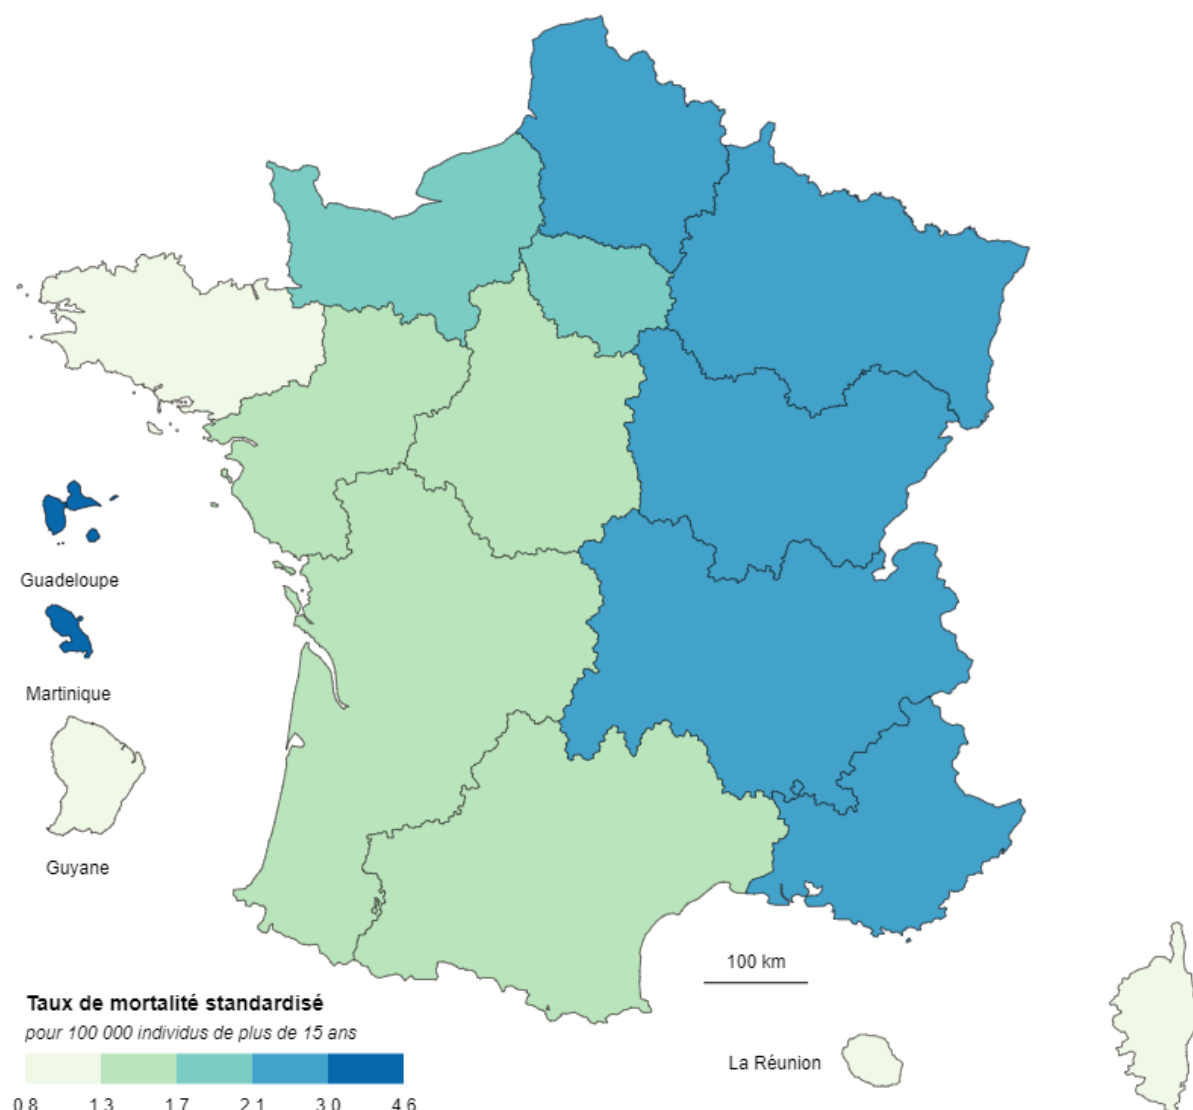 Guadeloupe
Martinique
Guyane
100 km
La Réunion
Taux de mortalité standardisé
pour 100 000 individus de plus de 15 ans
0.8 1.3 1.7 2.1 3.0 4.6